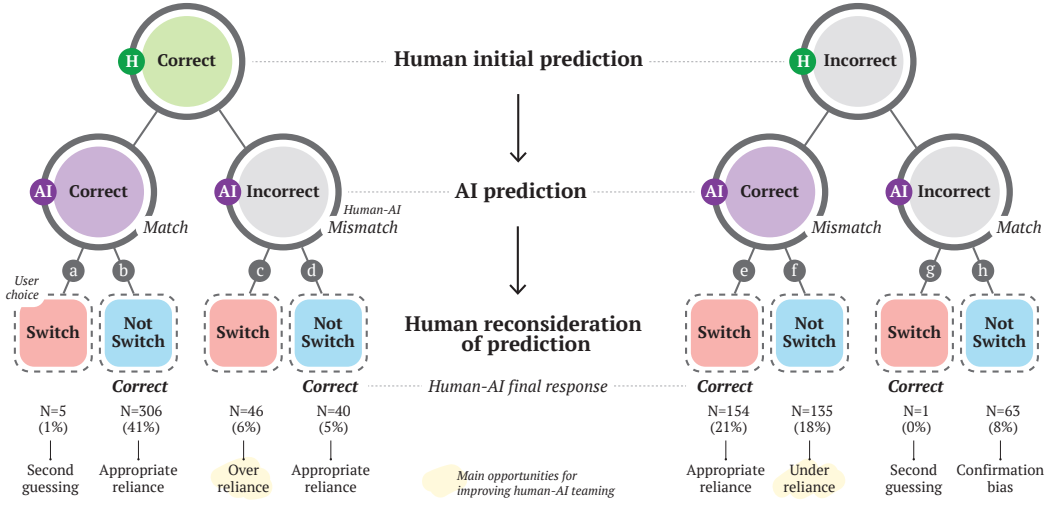 H
Correct
Human initial prediction
H
Incorrect
AI
Correct
AI
Incorrect
AI prediction
AI
Correct
AI
Incorrect
Match
Human-AI
Mismatch
Mismatch
Match
a
b
c
d
e
f
g
h
User
choice
Switch
Not
Switch
Switch
Not
Switch
Human reconsideration
of prediction
Switch
Not
Switch
Switch
Not
Switch
Correct
Correct
Human-AI final response
Correct
Correct
N=5
(1%)
N=306
(41%)
N=46
(6%)
N=40
(5%)
N=154
(21%)
N=135
(18%)
N=1
(0%)
N=63
(8%)
Second
guessing
Appropriate
reliance
Over
reliance
Appropriate
reliance
Main opportunities for
improving human-AI teaming
Appropriate
reliance
Under
reliance
Second
guessing
Confirmation
bias